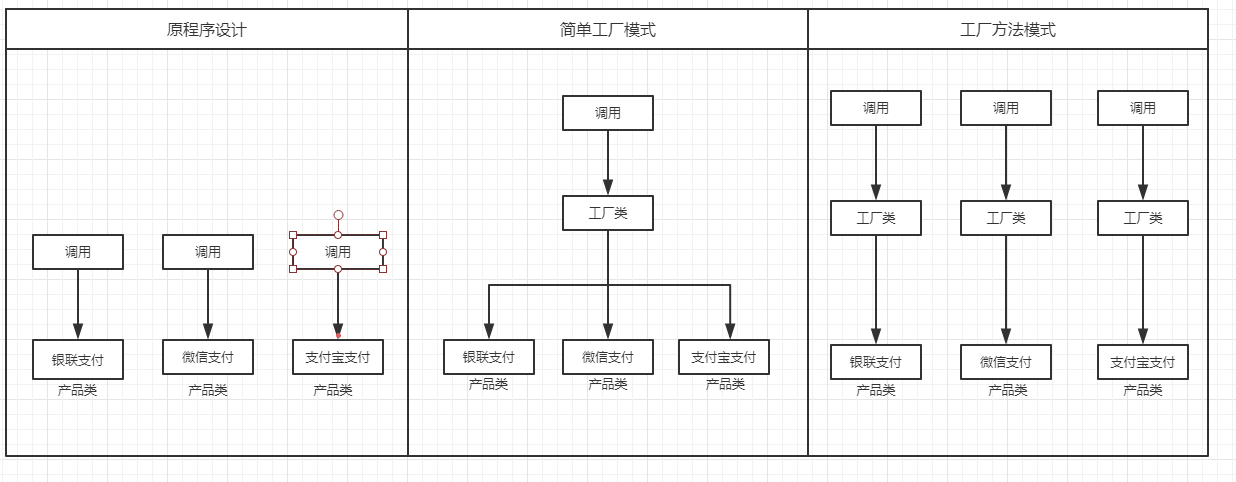 原程序设计
简单工厂模式
工厂方法模式
调用
调用
调用
银联支付
微信支付
支付宝支付
产品类
产品类
产品类
调用
工厂类
银联支付
微信支付
支付宝支付
产品类
产品类
产品类
调用
调用
调用
工厂类
工厂类
工厂类
银联支付
微信支付
支付宝支付
产品类
产品类
产品类